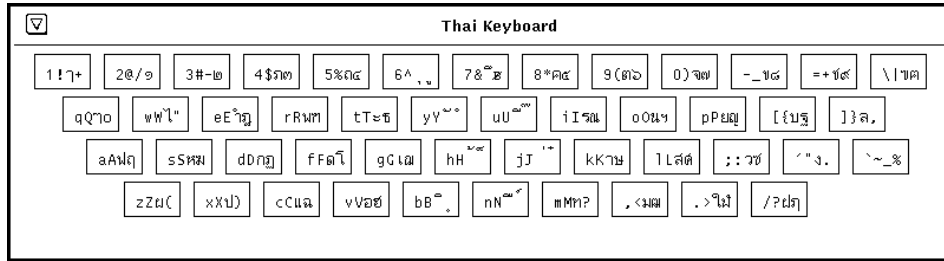 Thai Keyboard
1!ๅ+ 2@/๑ 3#-๒ 4$ภ๓ 5%ถ๔ 6^ ุ ู 7&ึ฿ 8*ค๕ 9(ต๖ 0)จ๗ -_ข๘ =+ช๙ \|ฃฅ
qQๆ๐ wWไ" eEำฎ rRพฑ tTะธ yY ั ํ uU ี ๊ iIรณ oOนฯ pPยญ [{บฐ ]}ล,
aAฟฤ sSหฆ dDกฏ fFดโ gGเฌ hH ้ ็ jJ ่ ๋ kKาษ lLสศ ;:วซ ´"ง. `~_%
zZผ( xXป) cCแฉ vVอฮ bB ิ ฺ nN ื ์ mMท? ,<มฒ .>ใฬ /?ฝฦ